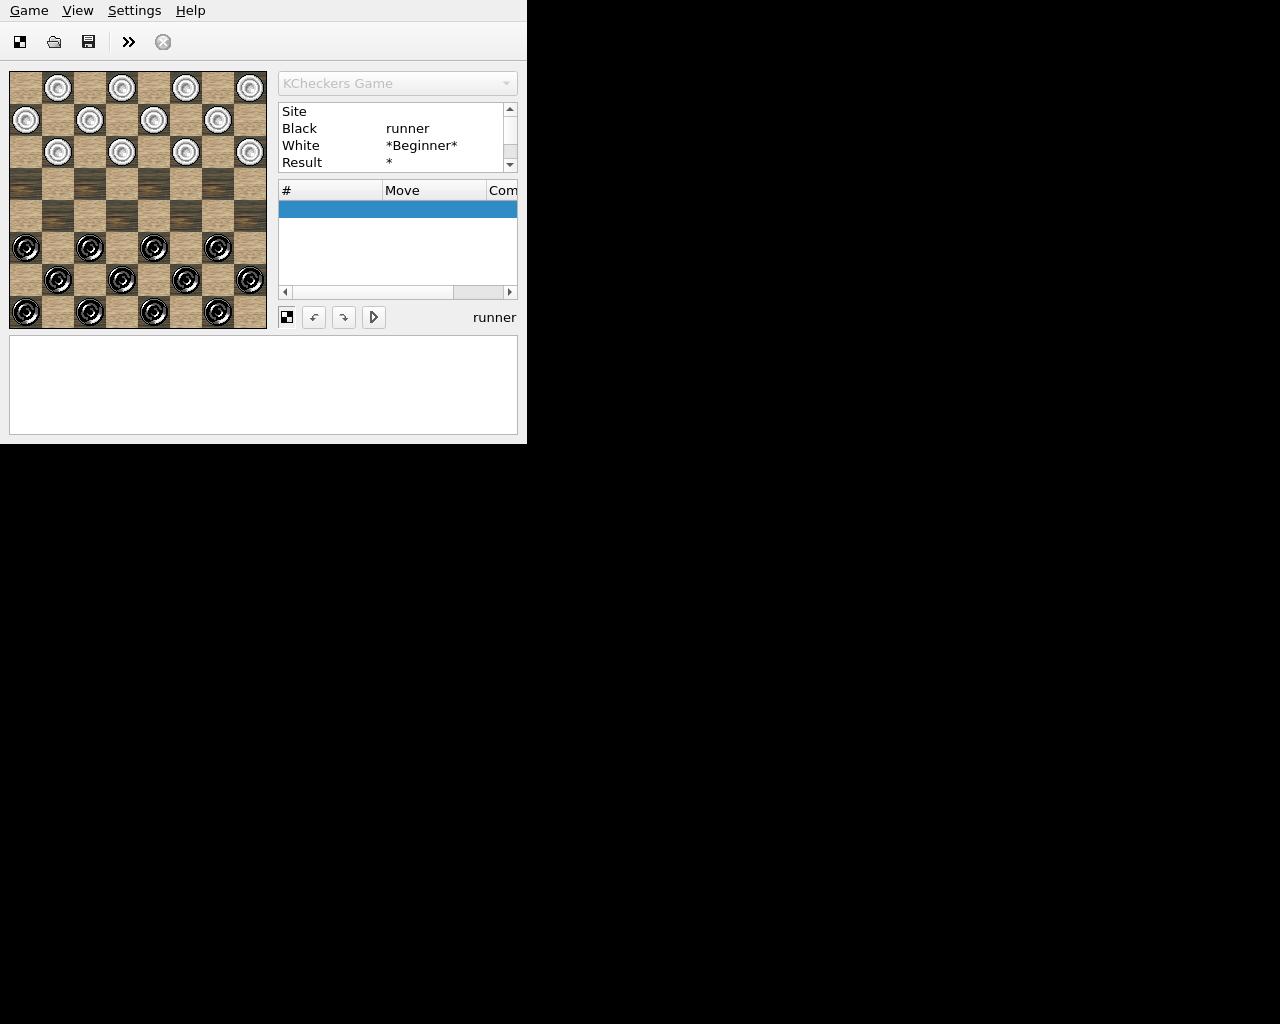 Game View Settings Help
KCheckers Game
Site
Black runner
White *Beginner*
Result *
# Move Com
runner